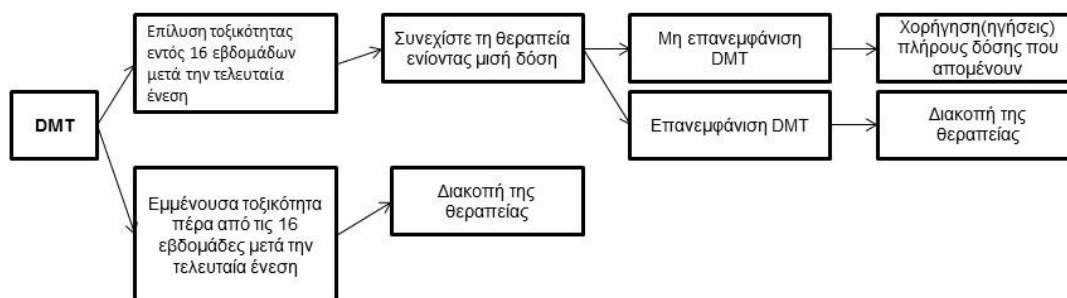 DMT
Επίλυση τοξικότητας
εντός 16 εβδομάδων
μετά την τελευταία
ένεση
Συνεχίστε τη θεραπεία
ενίοντας μισή δόση
Μη επανεμφάνιση
DMT
Χορήγηση(ηγήσεις)
πλήρους δόσης που
απομένουν
Επανεμφάνιση DMT
Διακοπή της
θεραπείας
Εμμένουσα τοξικότητα
πέρα από τις 16
εβδομάδες μετά την
τελευταία ένεση
Διακοπή της
θεραπείας